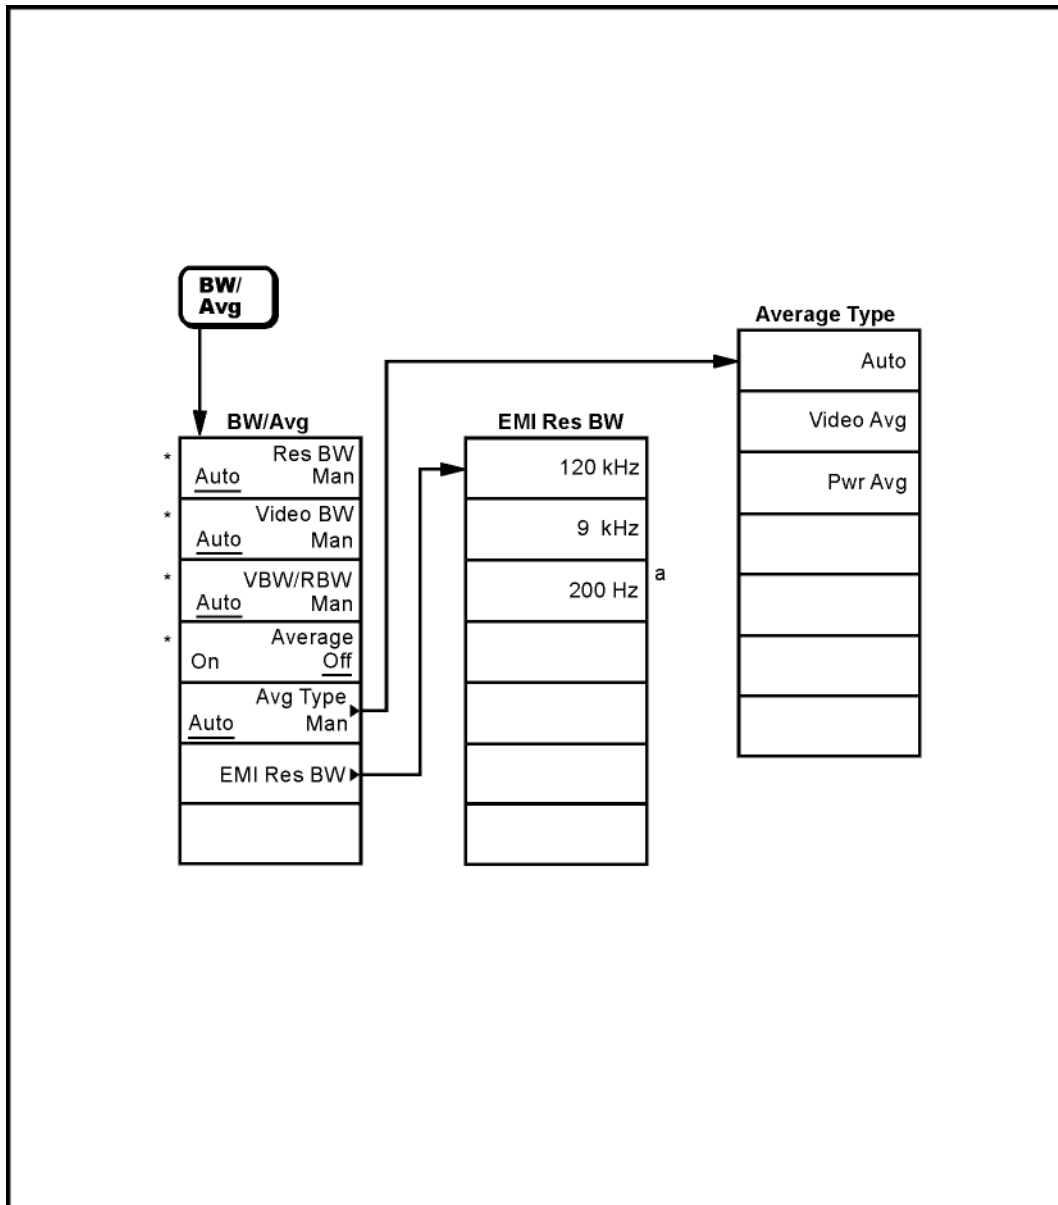 BW/
Avg
BW/Avg
* Res BW
Auto Man
* Video BW
Auto Man
* VBW/RBW
Auto Man
* Average
On Off
Avg Type
Auto Man
EMI Res BW
EMI Res BW
120 kHz
9 kHz
200 Hz a
Average Type
Auto
Video Avg
Pwr Avg